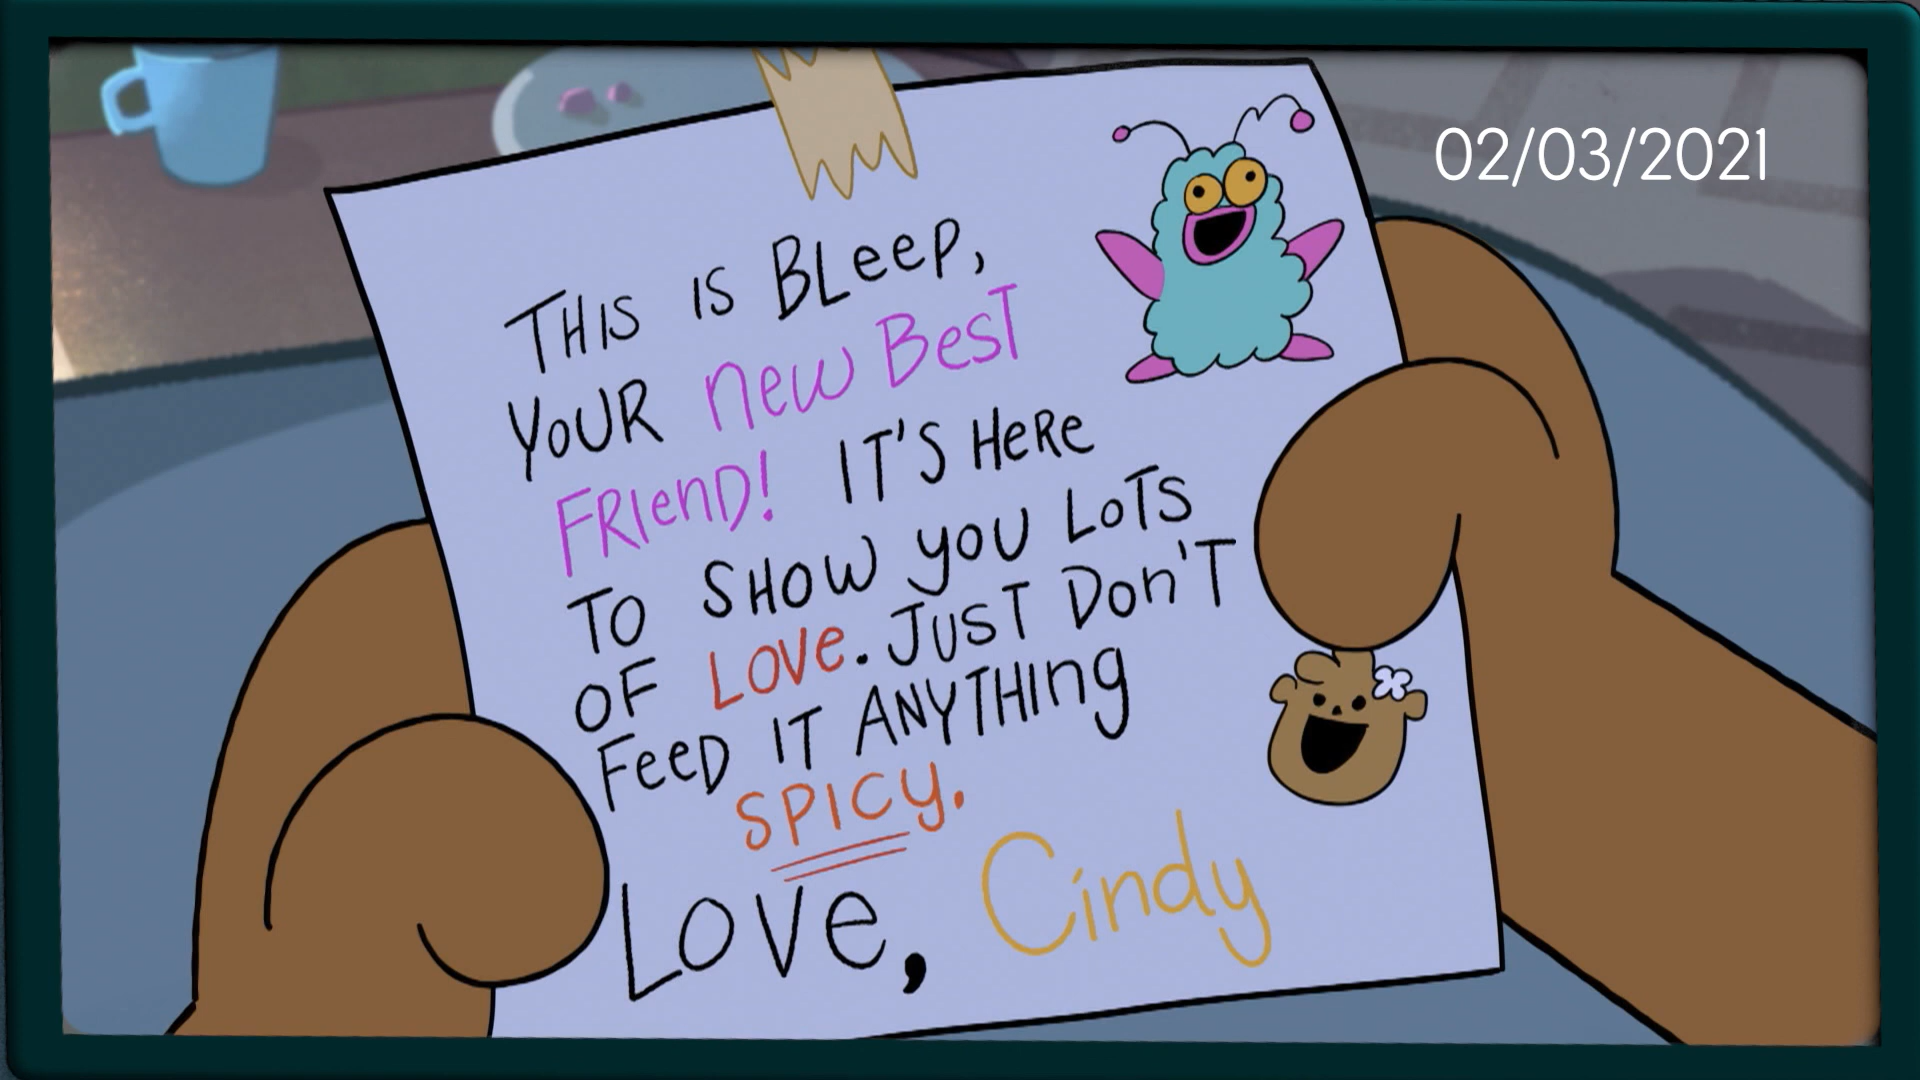 02/03/2021
THIS IS BLeeP,
YOUR new BeST
FRIenD! IT'S HeRe
TO SHOW you LoTS
OF Love. JUST Don'T
FeeD IT ANYTHIng
SPICY.
Love, Cindy